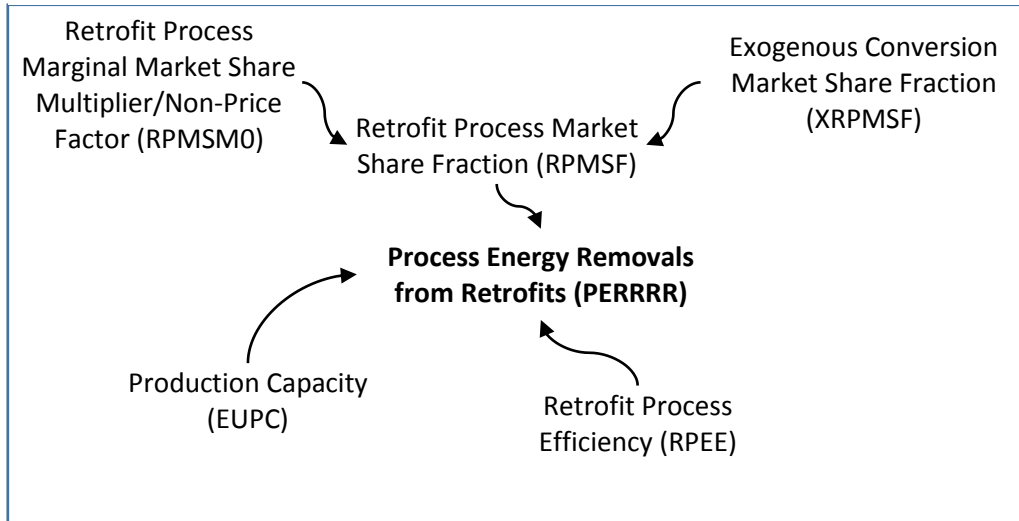 Retrofit Process
Marginal Market Share
Multiplier/Non-Price
Factor (RPMSM0)
Exogenous Conversion
Market Share Fraction
(XRPMSF)
Retrofit Process Market
Share Fraction (RPMSF)
Process Energy Removals
from Retrofits (PERRRR)
Production Capacity
(EUPC)
Retrofit Process
Efficiency (RPEE)